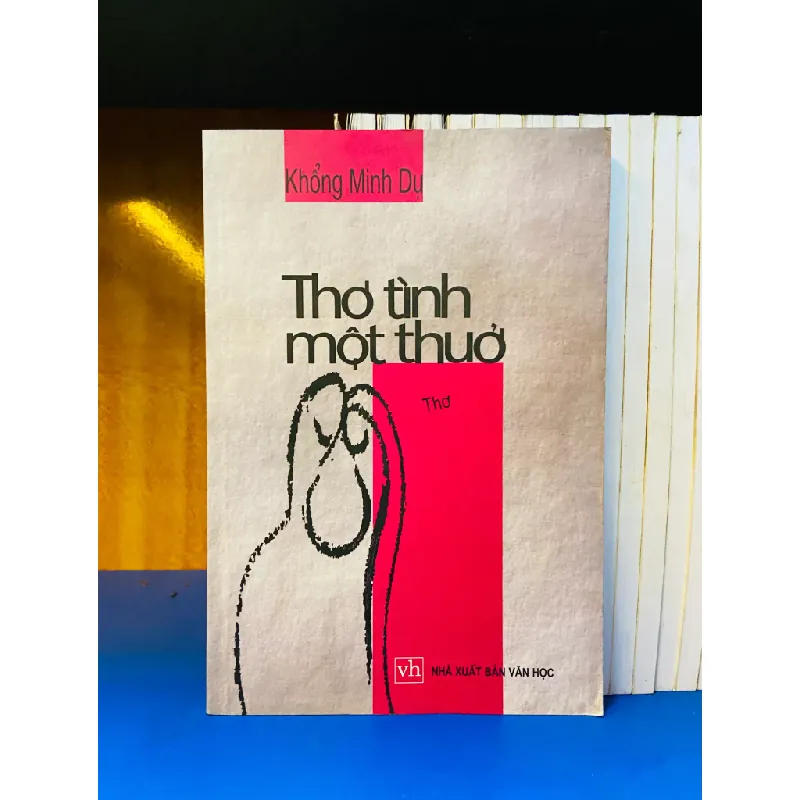 Khổng Minh Dụ
Thơ tình
một thuở
Thơ
vh NHÀ XUẤT BẢN VĂN HỌC